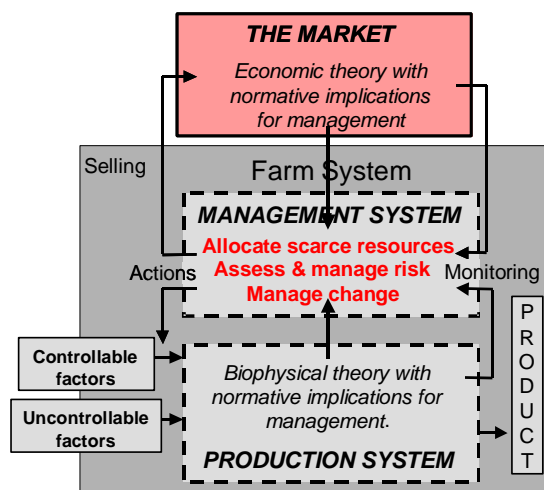 THE MARKET
Economic theory with
normative implications
for management
Selling
Farm System
MANAGEMENT SYSTEM
Allocate scarce resources
Assess & manage risk
Manage change
Actions
Monitoring
Controllable
factors
Uncontrollable
factors
Biophysical theory with
normative implications for
management.
PRODUCTION SYSTEM
P
R
O
D
U
C
T